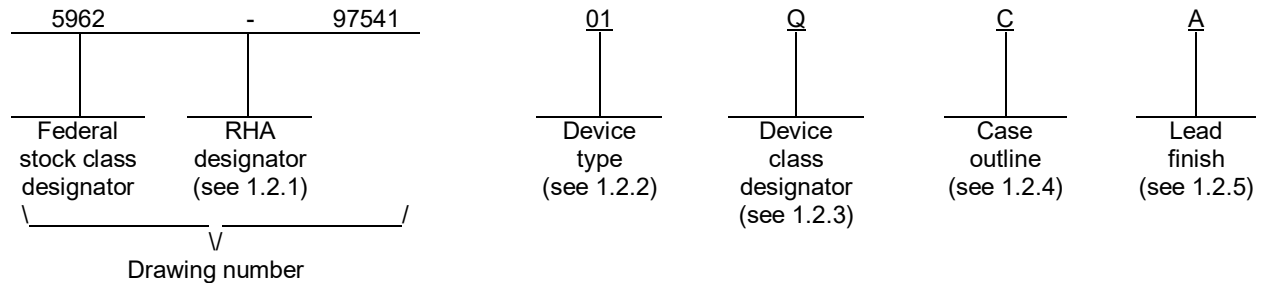 5962 - 97541 01 Q C A
Federal stock class designator
RHA designator (see 1.2.1)
Device type (see 1.2.2)
Device class designator (see 1.2.3)
Case outline (see 1.2.4)
Lead finish (see 1.2.5)
Drawing number